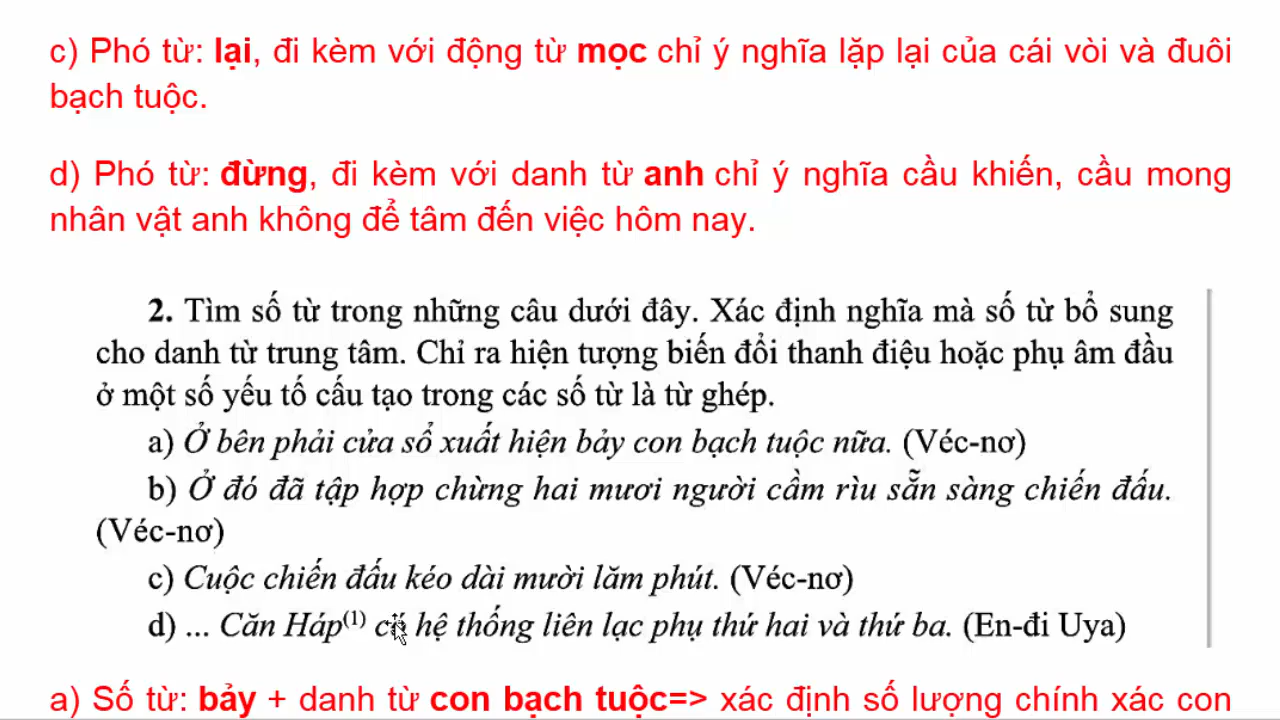 c) Phó từ: lại, đi kèm với động từ mọc chỉ ý nghĩa lặp lại của cái vòi và đuôi
bạch tuộc.
d) Phó từ: đừng, đi kèm với danh từ anh chỉ ý nghĩa cầu khiến, cầu mong
nhân vật anh không để tâm đến việc hôm nay.
2. Tìm số từ trong những câu dưới đây. Xác định nghĩa mà số từ bổ sung
cho danh từ trung tâm. Chỉ ra hiện tượng biến đổi thanh điệu hoặc phụ âm đầu
ở một số yếu tố cấu tạo trong các số từ là từ ghép.
a) Ở bên phải cửa sổ xuất hiện bảy con bạch tuộc nữa. (Véc-nơ)
b) Ở đó đã tập hợp chừng hai mươi người cầm rìu sẵn sàng chiến đấu.
(Véc-nơ)
c) Cuộc chiến đấu kéo dài mười lăm phút. (Véc-nơ)
d) ... Căn Háp(1) có hệ thống liên lạc phụ thứ hai và thứ ba. (En-đi Uya)
a) Số từ: bảy + danh từ con bạch tuộc=> xác định số lượng chính xác con